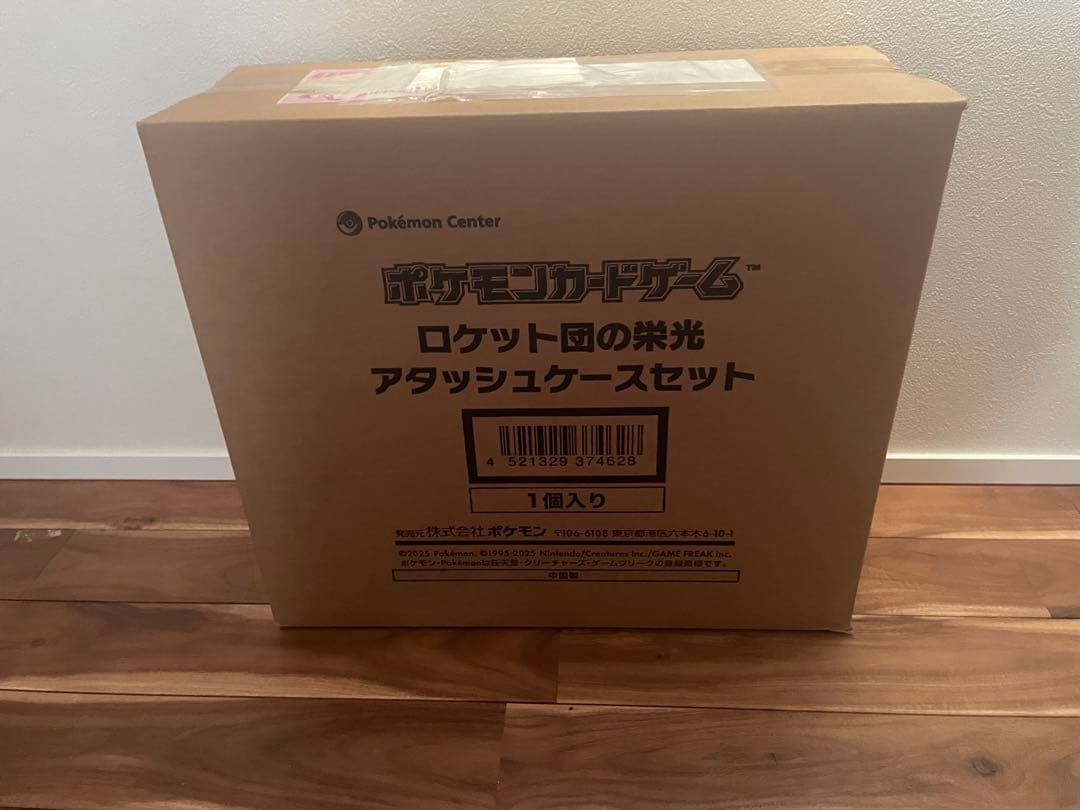 Pokémon Center
ポケモンカードゲーム™
ロケット団の栄光
アタッシュケースセット
4 521329 374628
1個入り
発売元 株式会社 ポケモン 〒106-6108 東京都港区六本木6-10-1
©2025 Pokémon. ©1995-2025 Nintendo/Creatures Inc./GAME FREAK inc.
ポケモン・Pokémonは任天堂・クリーチャーズ・ゲームフリークの登録商標です。
中国製